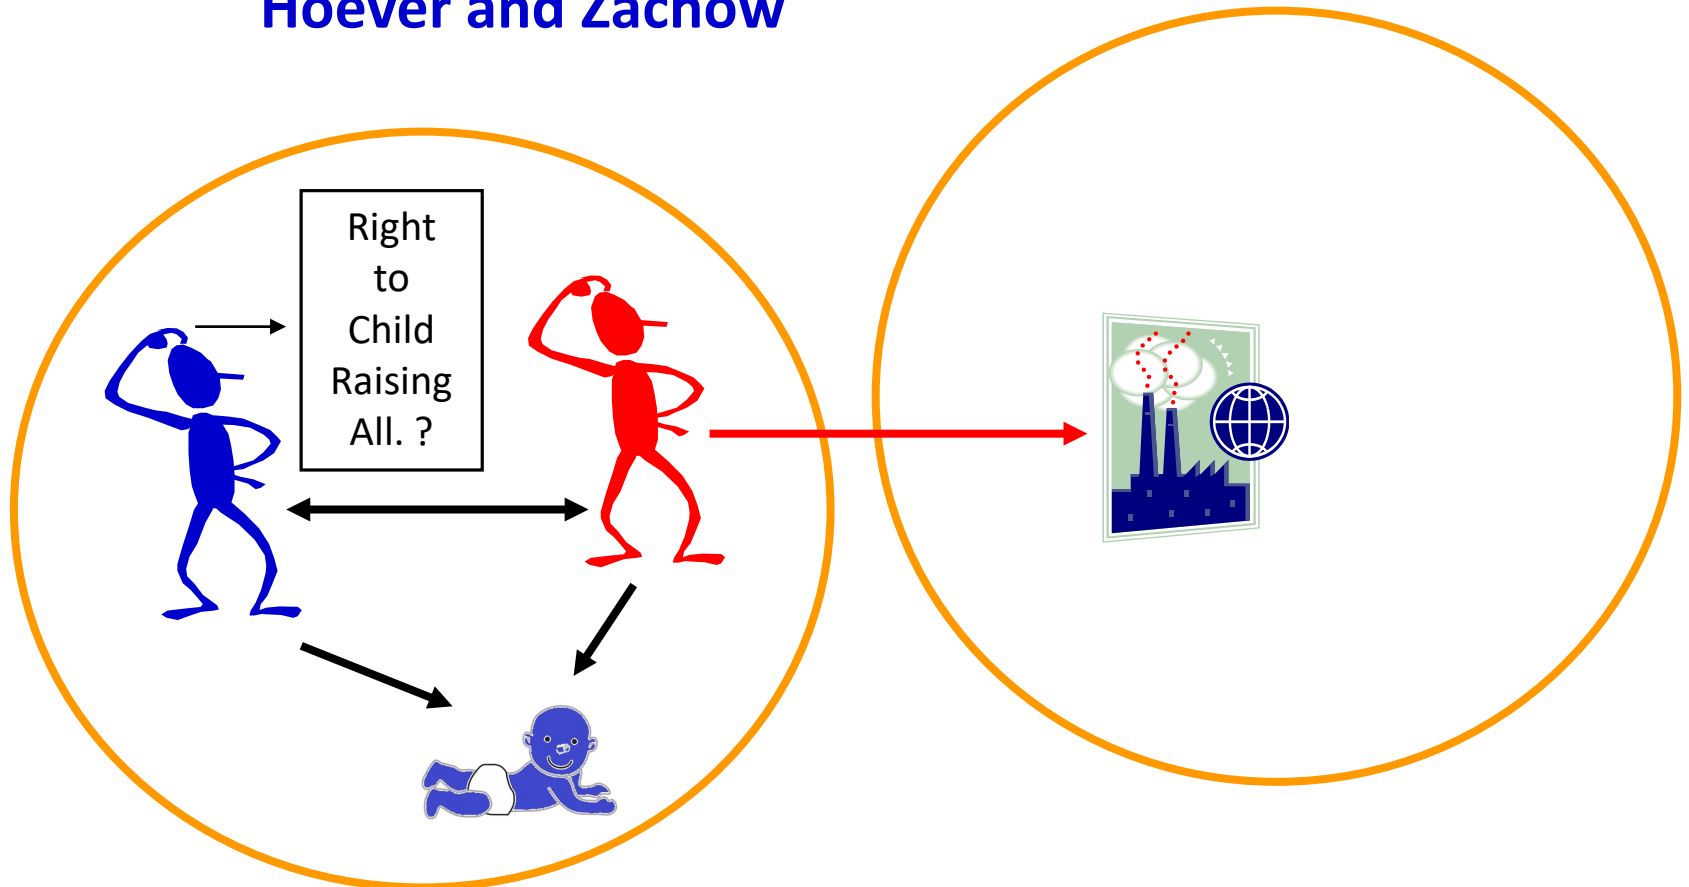 Hoever and Zachow
Right
to
Child
Raising
All. ?